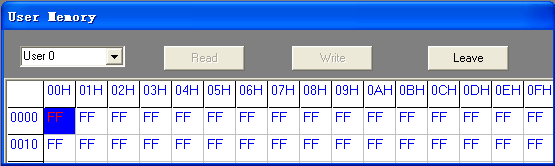 User Memory
User 0 Read Write Leave
00H 01H 02H 03H 04H 05H 06H 07H 08H 09H 0AH 0BH 0CH 0DH 0EH 0FH
0000 FF FF FF FF FF FF FF FF FF FF FF FF FF FF FF FF
0010 FF FF FF FF FF FF FF FF FF FF FF FF FF FF FF FF